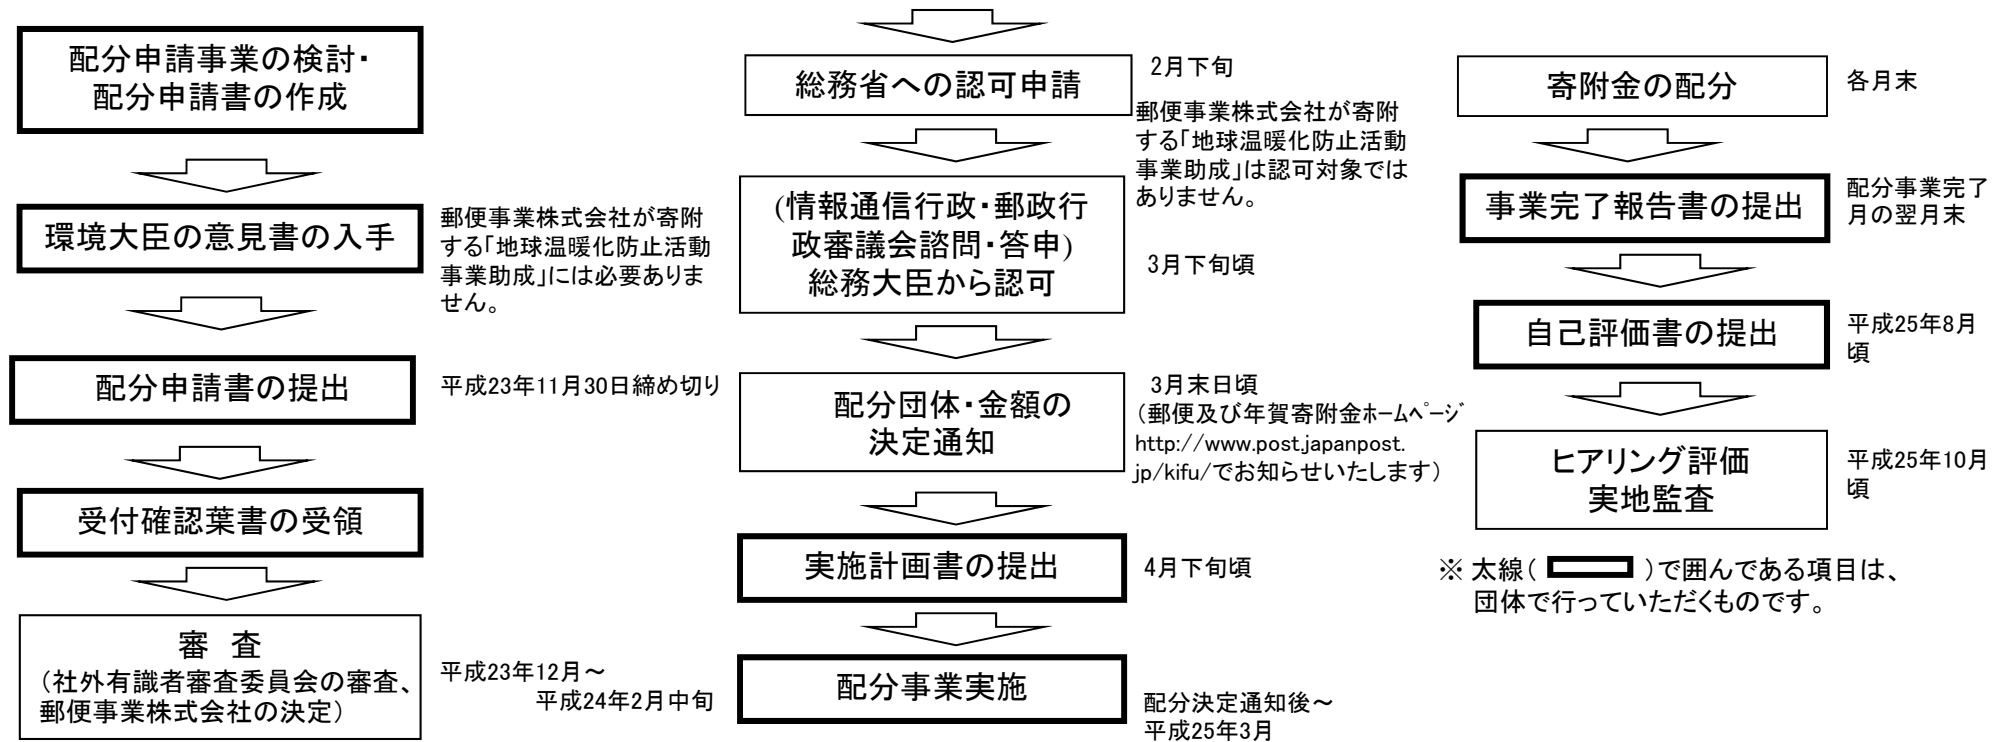 配分申請事業の検討・
配分申請書の作成
環境大臣の意見書の入手
郵便事業株式会社が寄附
する「地球温暖化防止活動
事業助成」には必要ありま
せん。
配分申請書の提出
平成23年11月30日締め切り
受付確認葉書の受領
審 査
（社外有識者審査委員会の審査、
郵便事業株式会社の決定）
平成23年12月～
平成24年2月中旬
総務省への認可申請
2月下旬
郵便事業株式会社が寄附
する「地球温暖化防止活動
事業助成」は認可対象では
ありません。
(情報通信行政・郵政行
政審議会諮問・答申)
総務大臣から認可
3月下旬頃
配分団体・金額の
決定通知
3月末日頃
（郵便及び年賀寄附金ﾎｰﾑﾍﾟｰｼﾞ
http://www.post.japanpost.
jp/kifu/でお知らせいたします）
実施計画書の提出
4月下旬頃
配分事業実施
配分決定通知後～
平成25年3月
寄附金の配分
各月末
事業完了報告書の提出
配分事業完了
月の翌月末
自己評価書の提出
平成25年8月
頃
ヒアリング評価
実地監査
平成25年10月
頃
※ 太線（ ）で囲んである項目は、
団体で行っていただくものです。